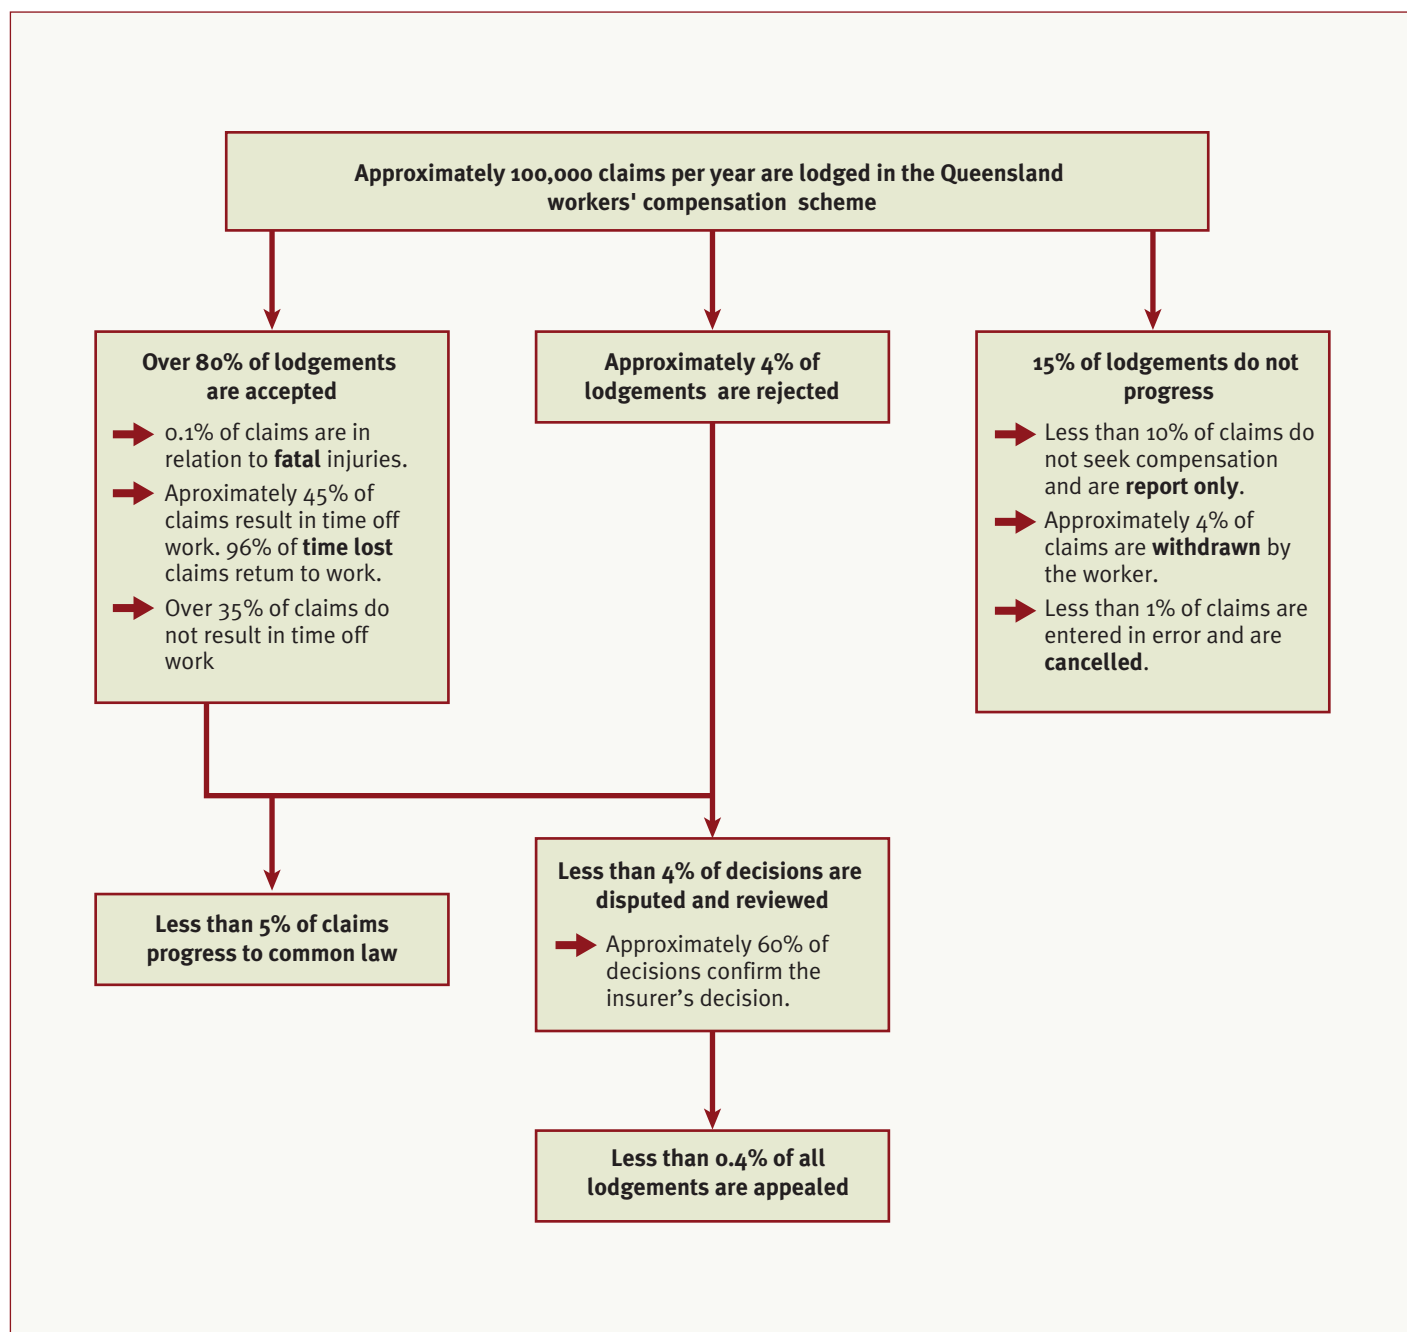 Approximately 100,000 claims per year are lodged in the Queensland
workers' compensation scheme
Over 80% of lodgements
are accepted
0.1% of claims are in
relation to fatal injuries.
Aproximately 45% of
claims result in time off
work. 96% of time lost
claims retum to work.
Over 35% of claims do
not result in time off
work
Approximately 4% of
lodgements are rejected
15% of lodgements do not
progress
Less than 10% of claims do
not seek compensation
and are report only.
Approximately 4% of
claims are withdrawn by
the worker.
Less than 1% of claims are
entered in error and are
cancelled.
Less than 5% of claims
progress to common law
Less than 4% of decisions are
disputed and reviewed
Approximately 60% of
decisions confirm the
insurer’s decision.
Less than 0.4% of all
lodgements are appealed